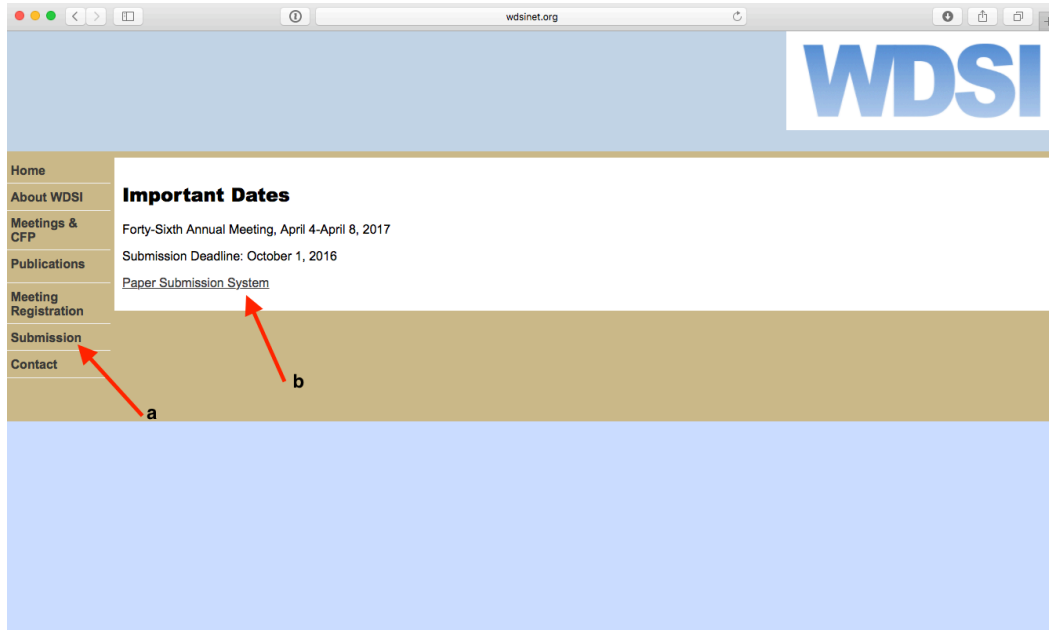 wdsinet.org
WDSI
Home
About WDSI
Meetings &
CFP
Publications
Meeting
Registration
Submission
Contact
Important Dates
Forty-Sixth Annual Meeting, April 4-April 8, 2017
Submission Deadline: October 1, 2016
Paper Submission System
b
a